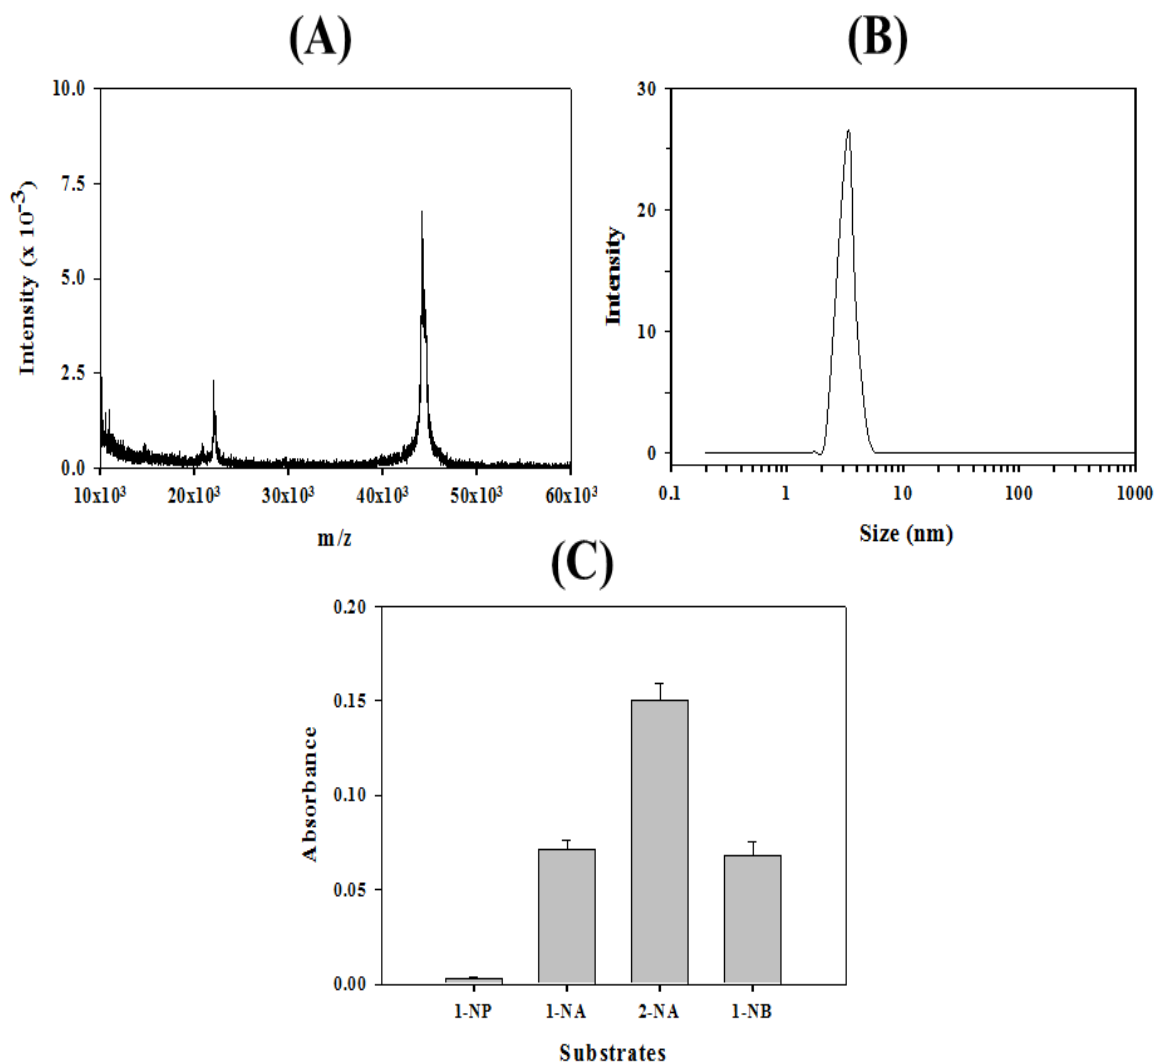 (A)
10.0
7.5
5.0
2.5
0.0
Intensity (x 10⁻³)
10x10³ 20x10³ 30x10³ 40x10³ 50x10³ 60x10³
m/z
(B)
30
20
10
0
Intensity
0.1 1 10 100 1000
Size (nm)
(C)
0.20
0.15
0.10
0.05
0.00
Absorbance
1-NP 1-NA 2-NA 1-NB
Substrates